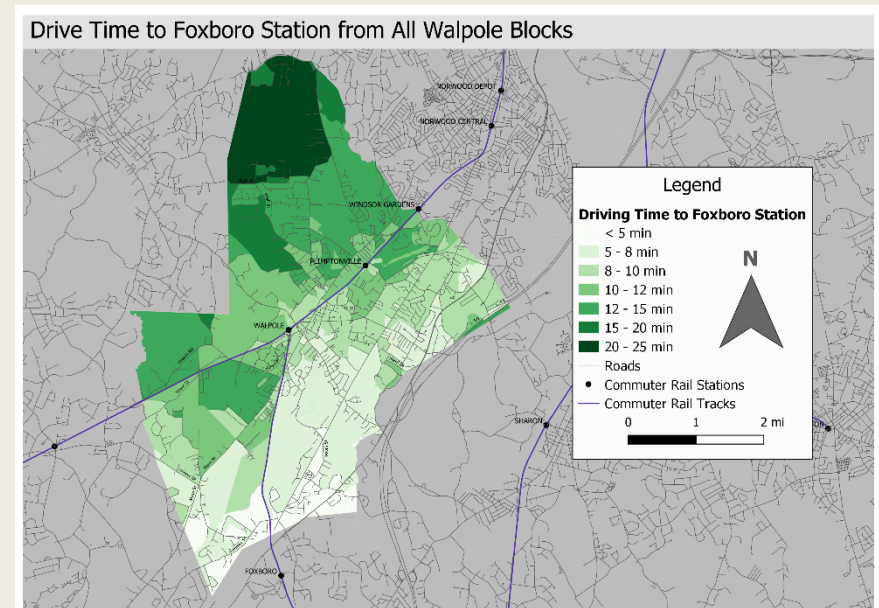 Drive Time to Foxboro Station from All Walpole Blocks
NORWOOD DEPOT
NORWOOD CENTRAL
WINDSOR GARDENS
PLIMPTONVILLE
WALPOLE
SHARON
FOXBORO
Legend
Driving Time to Foxboro Station
< 5 min
5 - 8 min
8 - 10 min
10 - 12 min
12 - 15 min
15 - 20 min
20 - 25 min
Roads
Commuter Rail Stations
Commuter Rail Tracks
0 1 2 mi
N